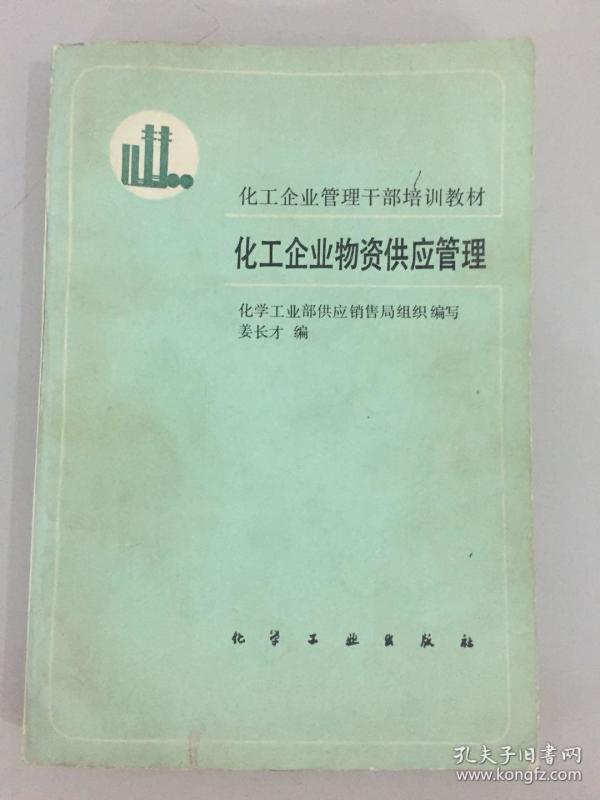 化工企业管理干部培训教材
化工企业物资供应管理
化学工业部供应销售局组织编写
姜长才 编
化学工业出版社
孔夫子旧书网
www.kongfz.com